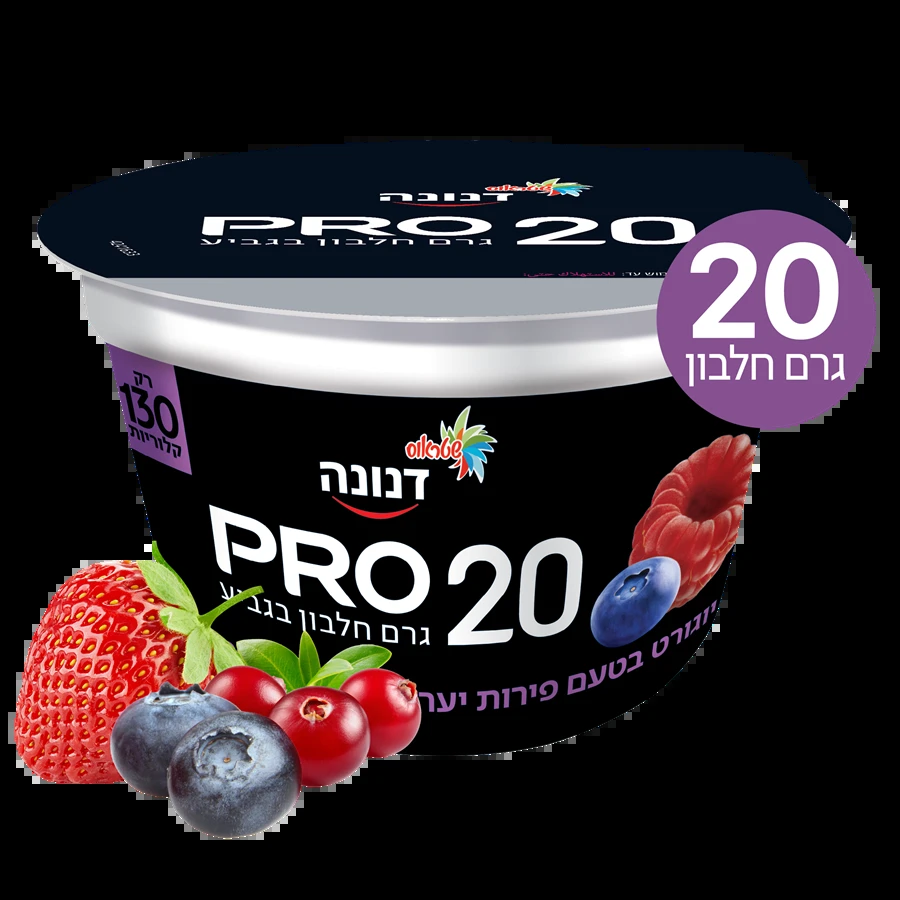 שטראוס
דנונה
PRO 20
גרם חלבון בגביע
20
גרם חלבון
רק
130
קלוריות
שטראוס
דנונה
PRO 20
גרם חלבון בגביע
יוגורט בטעם פירות יער